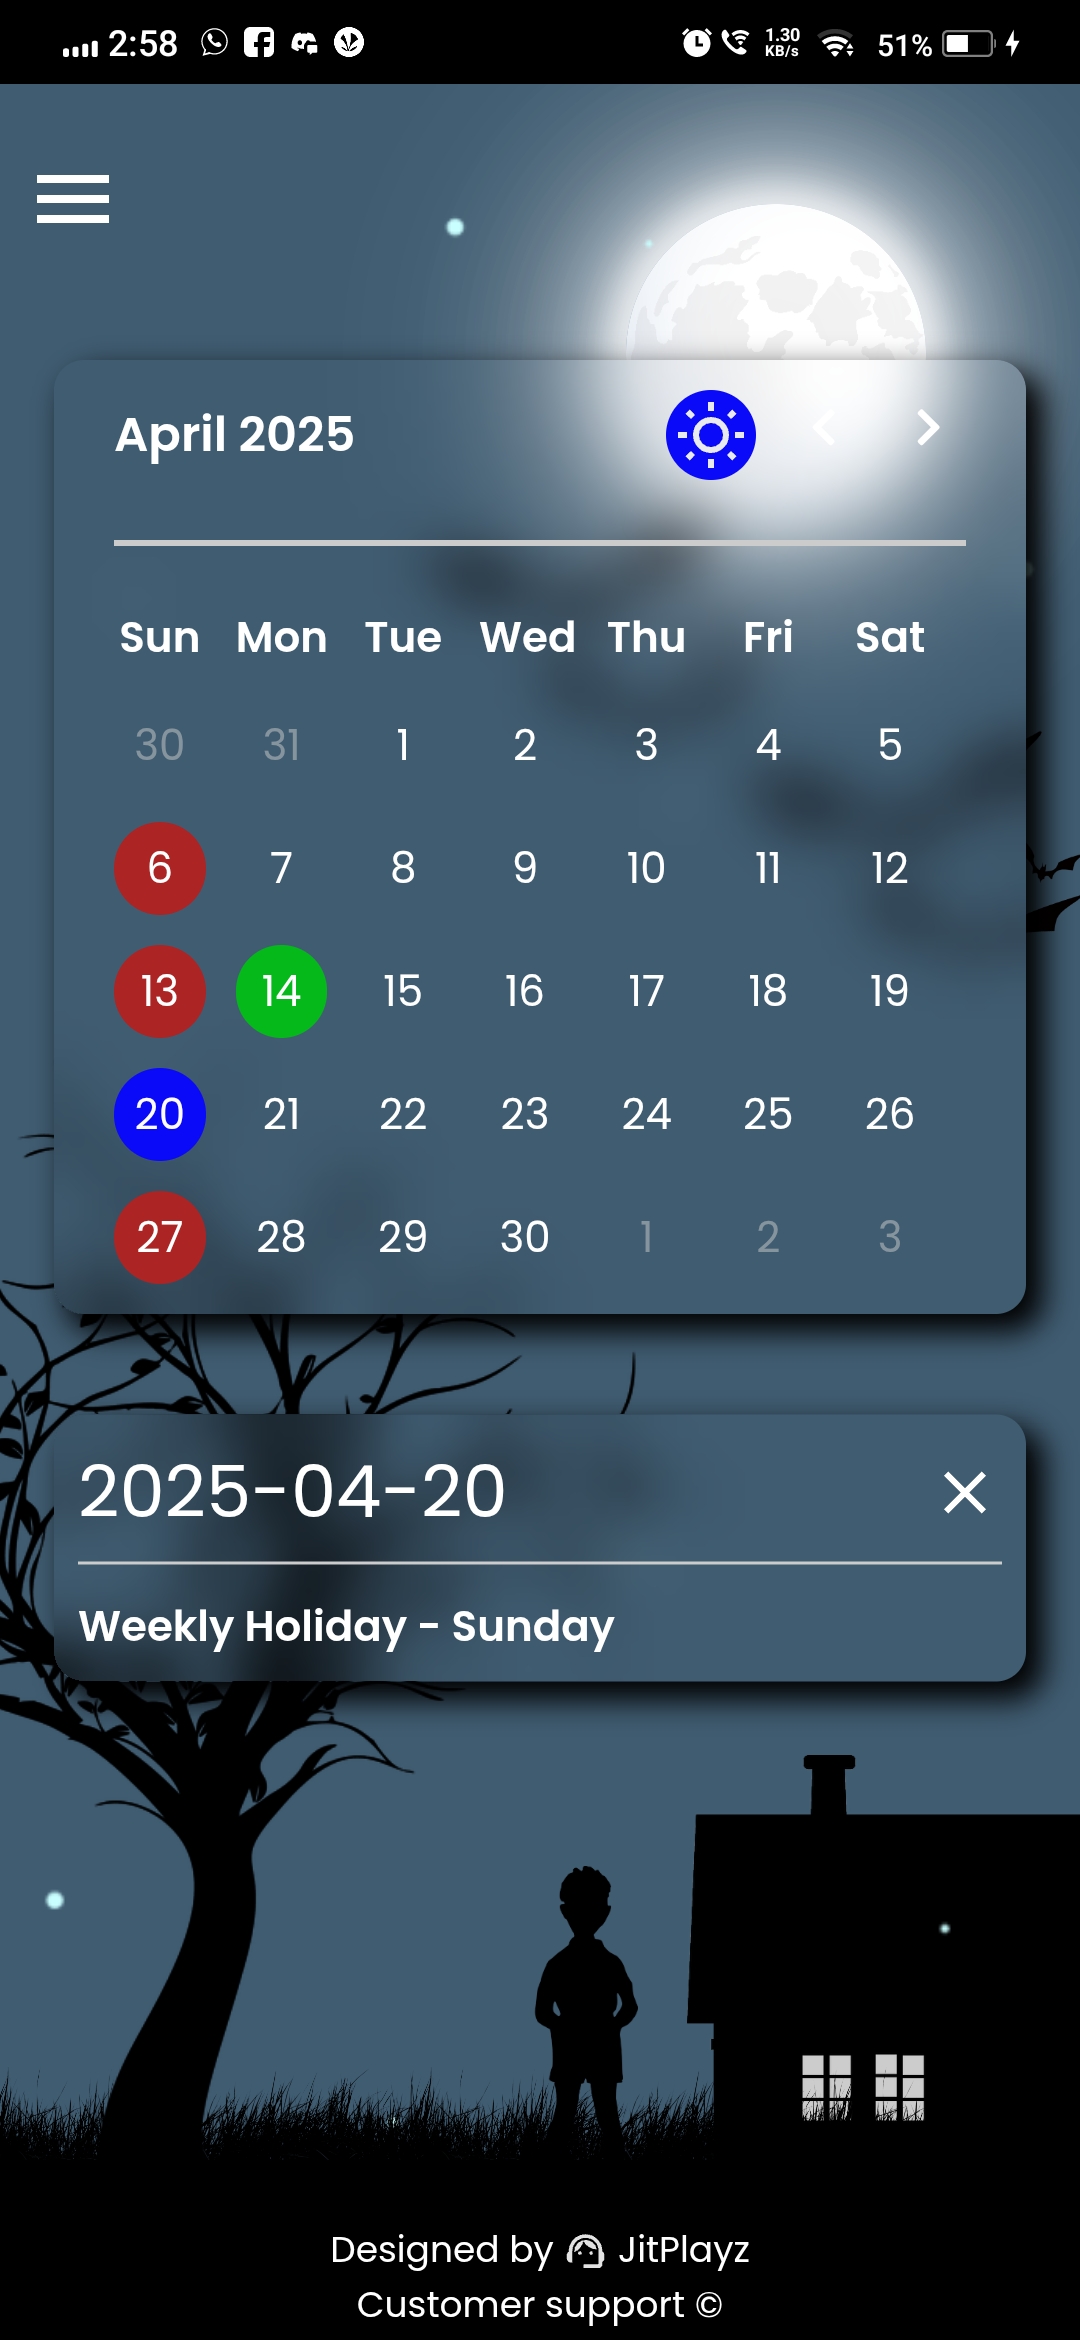 2:58 1.30 KB/s 51%
April 2025
Sun Mon Tue Wed Thu Fri Sat
30 31 1 2 3 4 5
6 7 8 9 10 11 12
13 14 15 16 17 18 19
20 21 22 23 24 25 26
27 28 29 30 1 2 3
2025-04-20
Weekly Holiday - Sunday
Designed by JitPlayz
Customer support ©